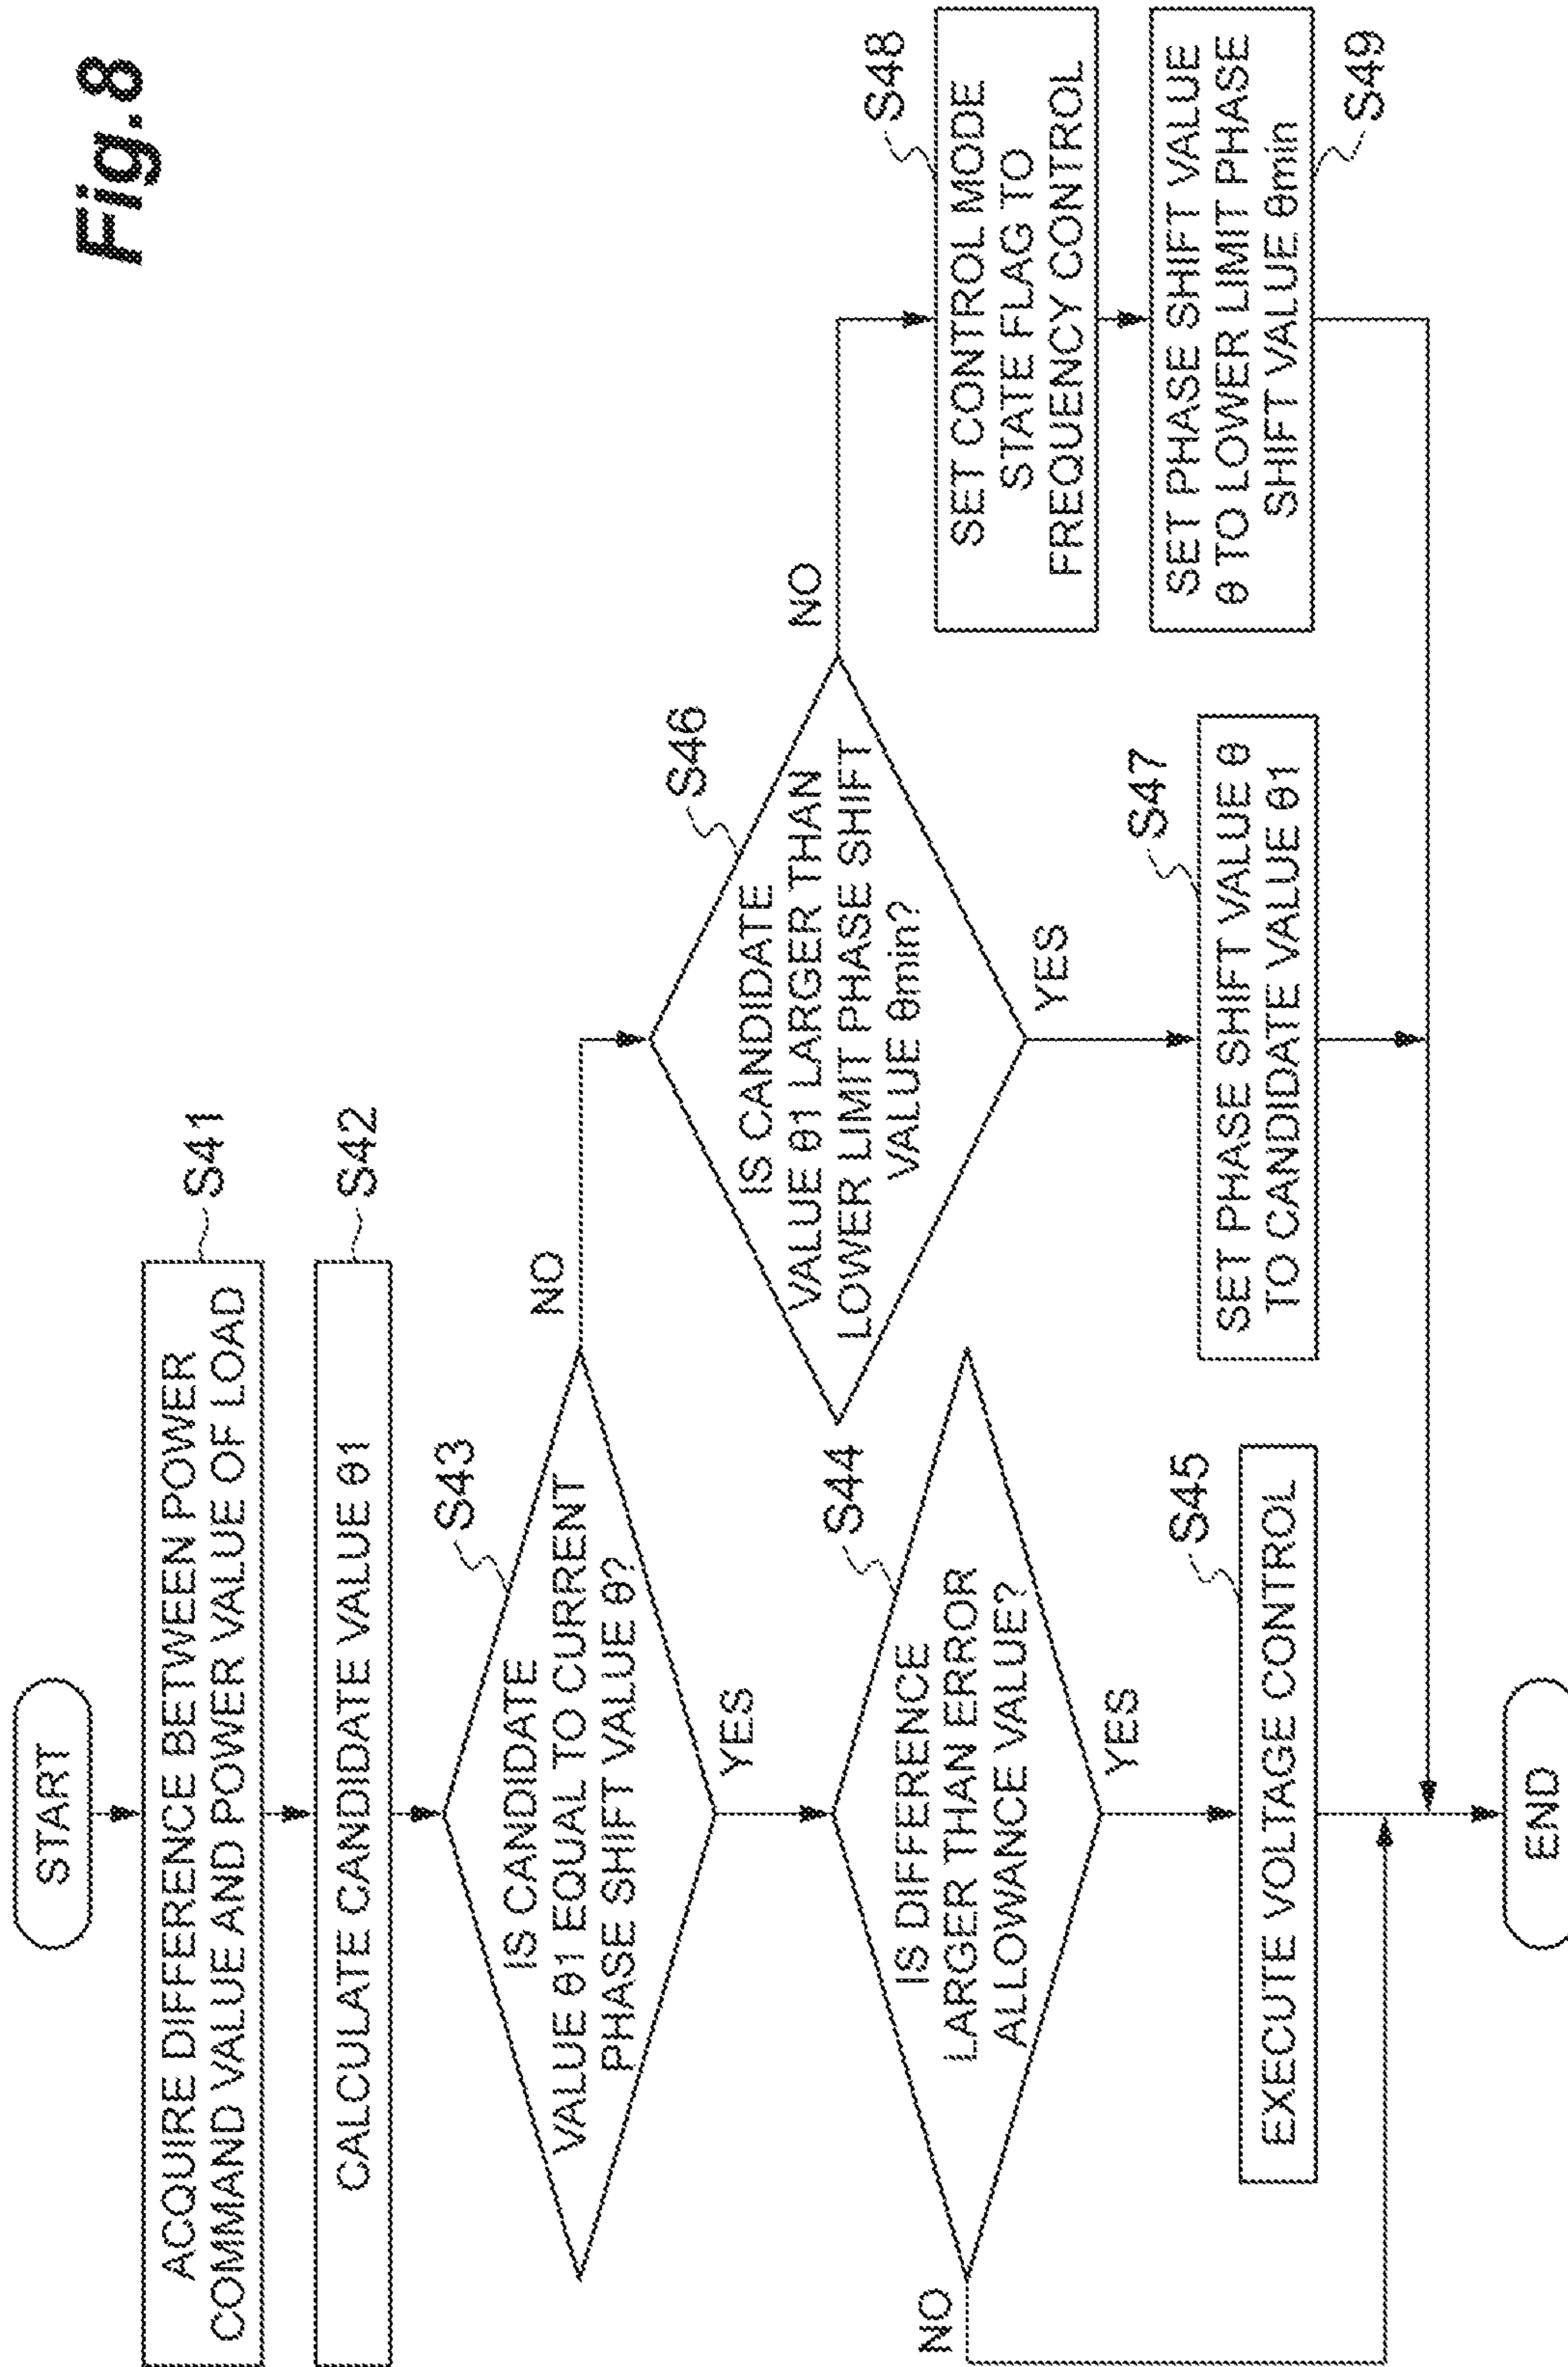 Fig.8
START
ACQUIRE DIFFERENCE BETWEEN POWER
COMMAND VALUE AND POWER VALUE OF LOAD
S41
CALCULATE CANDIDATE VALUE θ1
S42
IS CANDIDATE
VALUE θ1 EQUAL TO CURRENT
PHASE SHIFT VALUE θ?
S43
NO
YES
IS DIFFERENCE
LARGER THAN ERROR
ALLOWANCE VALUE?
S44
NO
YES
EXECUTE VOLTAGE CONTROL
S45
IS CANDIDATE
VALUE θ1 LARGER THAN
LOWER LIMIT PHASE SHIFT
VALUE θmin?
S46
NO
YES
SET PHASE SHIFT VALUE θ
TO CANDIDATE VALUE θ1
S47
SET CONTROL MODE
STATE FLAG TO
FREQUENCY CONTROL
S48
SET PHASE SHIFT VALUE
θ TO LOWER LIMIT PHASE
SHIFT VALUE θmin
S49
END